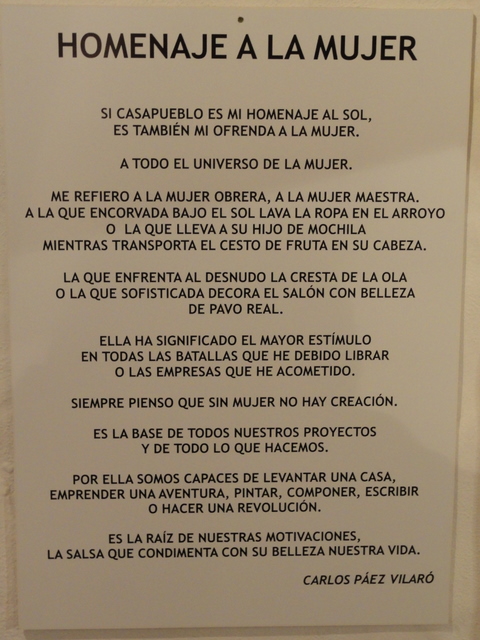 HOMENAJE A LA MUJER
SI CASAPUEBLO ES MI HOMENAJE AL SOL,
ES TAMBIÉN MI OFRENDA A LA MUJER.
A TODO EL UNIVERSO DE LA MUJER.
ME REFIERO A LA MUJER OBRERA, A LA MUJER MAESTRA.
A LA QUE ENCORVADA BAJO EL SOL LAVA LA ROPA EN EL ARROYO
O LA QUE LLEVA A SU HIJO DE MOCHILA
MIENTRAS TRANSPORTA EL CESTO DE FRUTA EN SU CABEZA.
LA QUE ENFRENTA AL DESNUDO LA CRESTA DE LA OLA
O LA QUE SOFISTICADA DECORA EL SALÓN CON BELLEZA
DE PAVO REAL.
ELLA HA SIGNIFICADO EL MAYOR ESTÍMULO
EN TODAS LAS BATALLAS QUE HE DEBIDO LIBRAR
O LAS EMPRESAS QUE HE ACOMETIDO.
SIEMPRE PIENSO QUE SIN MUJER NO HAY CREACIÓN.
ES LA BASE DE TODOS NUESTROS PROYECTOS
Y DE TODO LO QUE HACEMOS.
POR ELLA SOMOS CAPACES DE LEVANTAR UNA CASA,
EMPRENDER UNA AVENTURA, PINTAR, COMPONER, ESCRIBIR
O HACER UNA REVOLUCIÓN.
ES LA RAÍZ DE NUESTRAS MOTIVACIONES,
LA SALSA QUE CONDIMENTA CON SU BELLEZA NUESTRA VIDA.
CARLOS PÁEZ VILARÓ